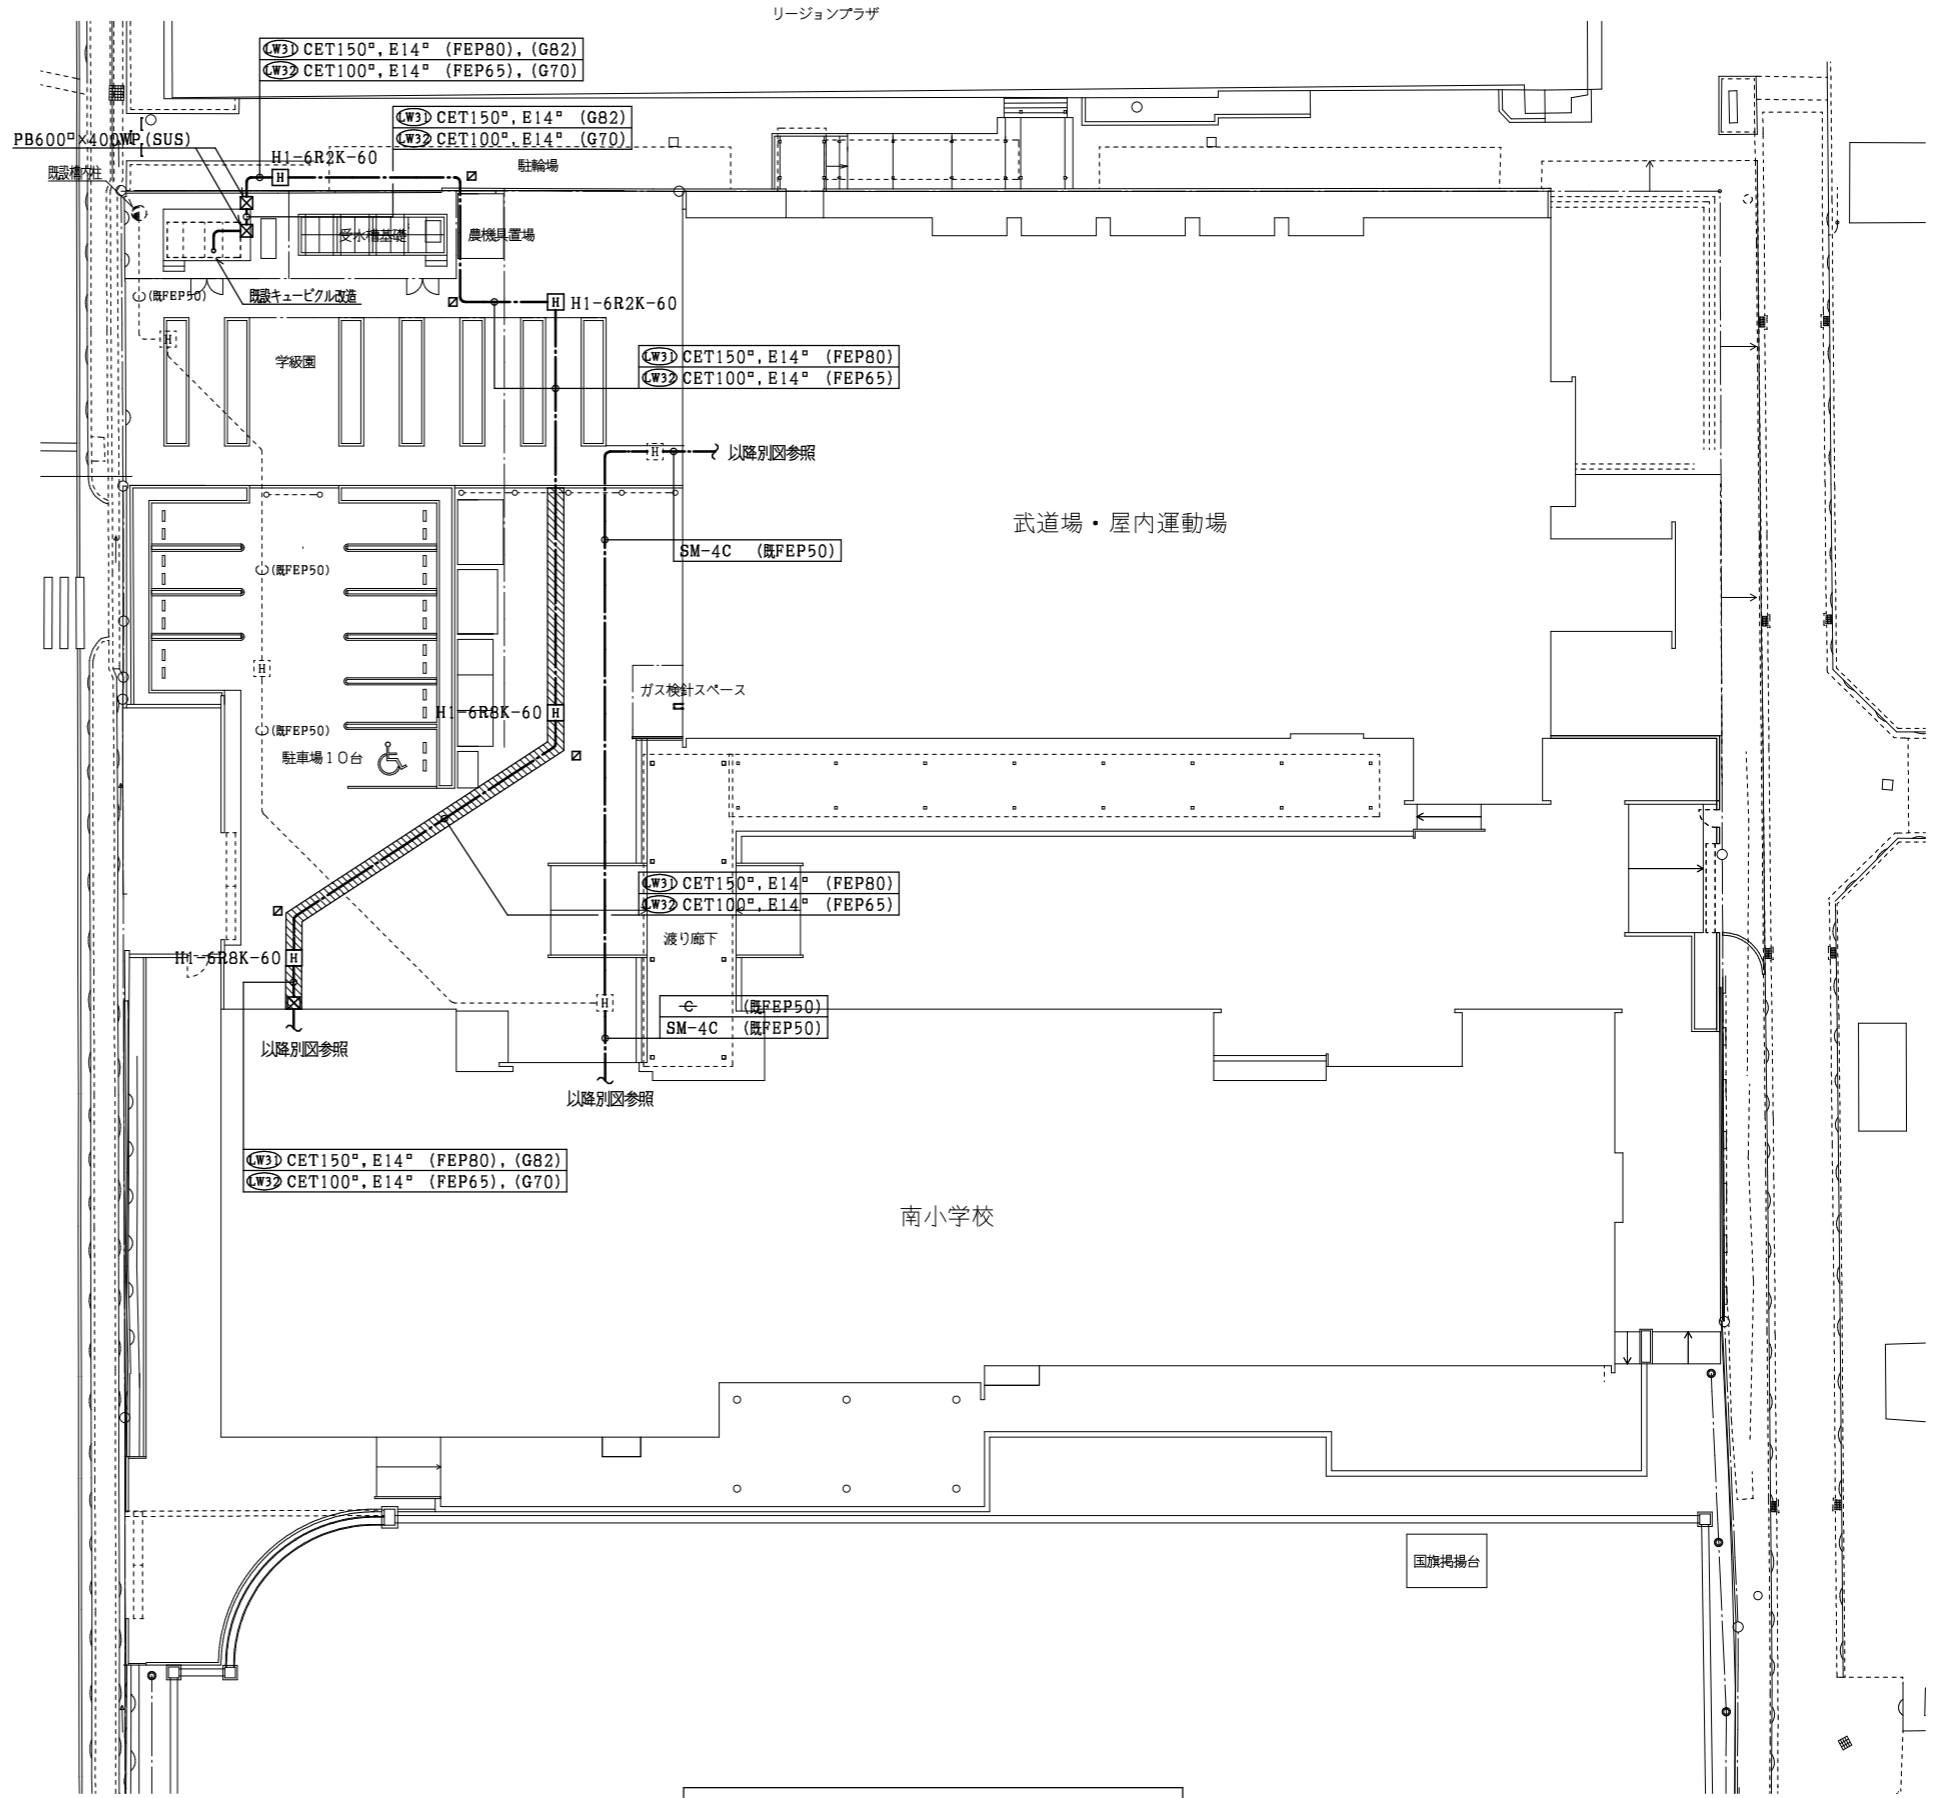 リージョンプラザ
LW31 CET150□, E14□ (FEP80), (G82)
LW32 CET100□, E14□ (FEP65), (G70)
LW31 CET150□, E14□ (G82)
LW32 CET100□, E14□ (G70)
PB600□×400WP(SUS)
H1-6R2K-60
H
駐輪場
既設構内柱
受水槽基礎
農機具置場
(既FEP50)
既設キュービクル改造
H H1-6R2K-60
H
学級園
LW31 CET150□, E14□ (FEP80)
LW32 CET100□, E14□ (FEP65)
H
以降別図参照
武道場・屋内運動場
SM-4C (既FEP50)
(既FEP50)
H
ガス検針スペース
H1-6R8K-60 H
(既FEP50)
駐車場10台
LW31 CET150□, E14□ (FEP80)
LW32 CET100□, E14□ (FEP65)
渡り廊下
H1-6R8K-60 H
H
C (既FEP50)
SM-4C (既FEP50)
以降別図参照
以降別図参照
LW31 CET150□, E14□ (FEP80), (G82)
LW32 CET100□, E14□ (FEP65), (G70)
南小学校
国旗掲揚台